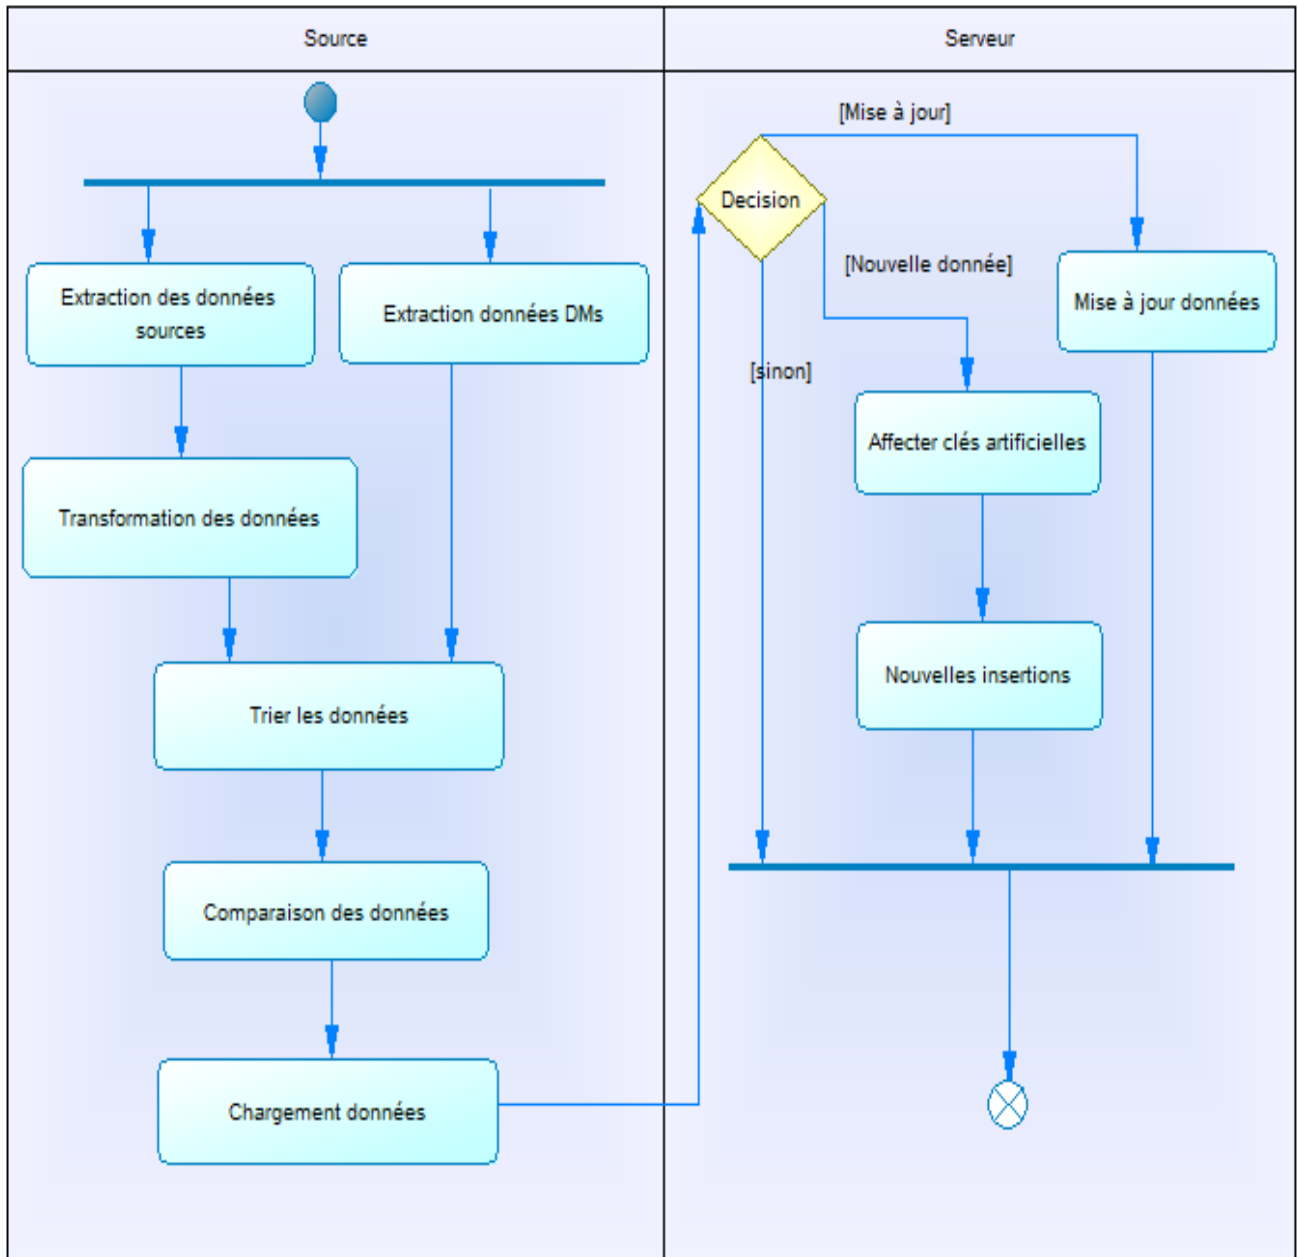 Source
Serveur
[Mise à jour]
Decision
[Nouvelle donnée]
Extraction des données
sources
Extraction données DMs
Mise à jour données
[sinon]
Affecter clés artificielles
Transformation des données
Nouvelles insertions
Trier les données
Comparaison des données
Chargement données